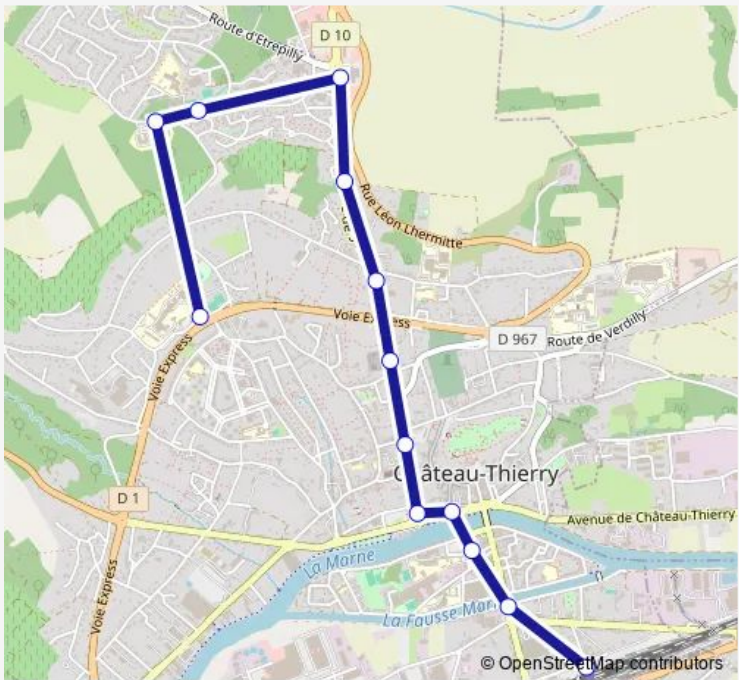 Route d'Etrepilly
D 10
Rue Léon Lhermitte
Voie Express
D 967
Route de Verdilly
Voie Express
Château-Thierry
D 1
Avenue de Château-Thierry
La Marne
Voie Express
La Fausse Mar
© OpenStreetMap contributors